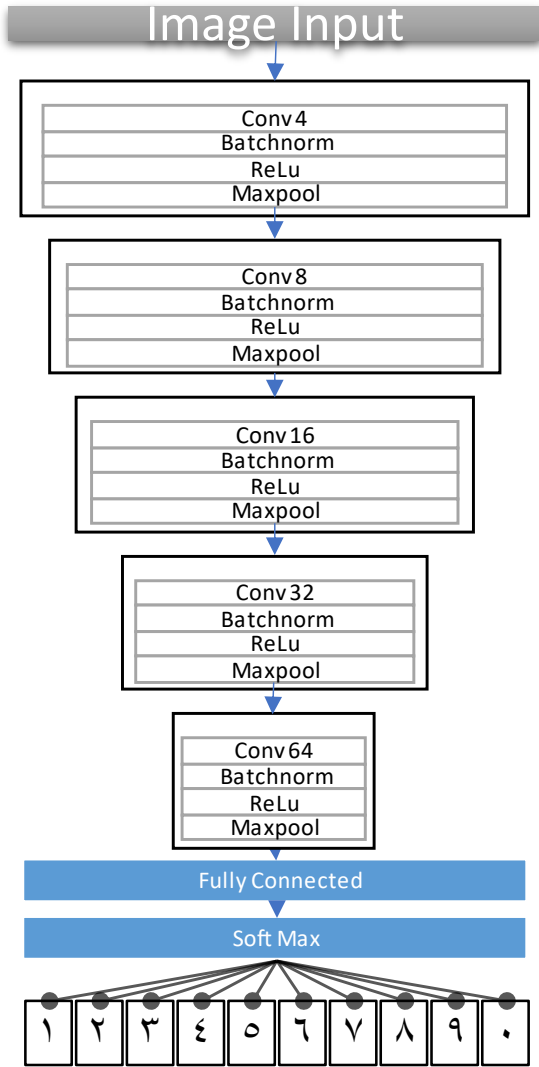 Image Input
Conv 4
Batchnorm
ReLu
Maxpool
Conv 8
Batchnorm
ReLu
Maxpool
Conv 16
Batchnorm
ReLu
Maxpool
Conv 32
Batchnorm
ReLu
Maxpool
Conv 64
Batchnorm
ReLu
Maxpool
Fully Connected
Soft Max
١ ٢ ٣ ٤ ٥ ٦ ٧ ٨ ٩ ٠